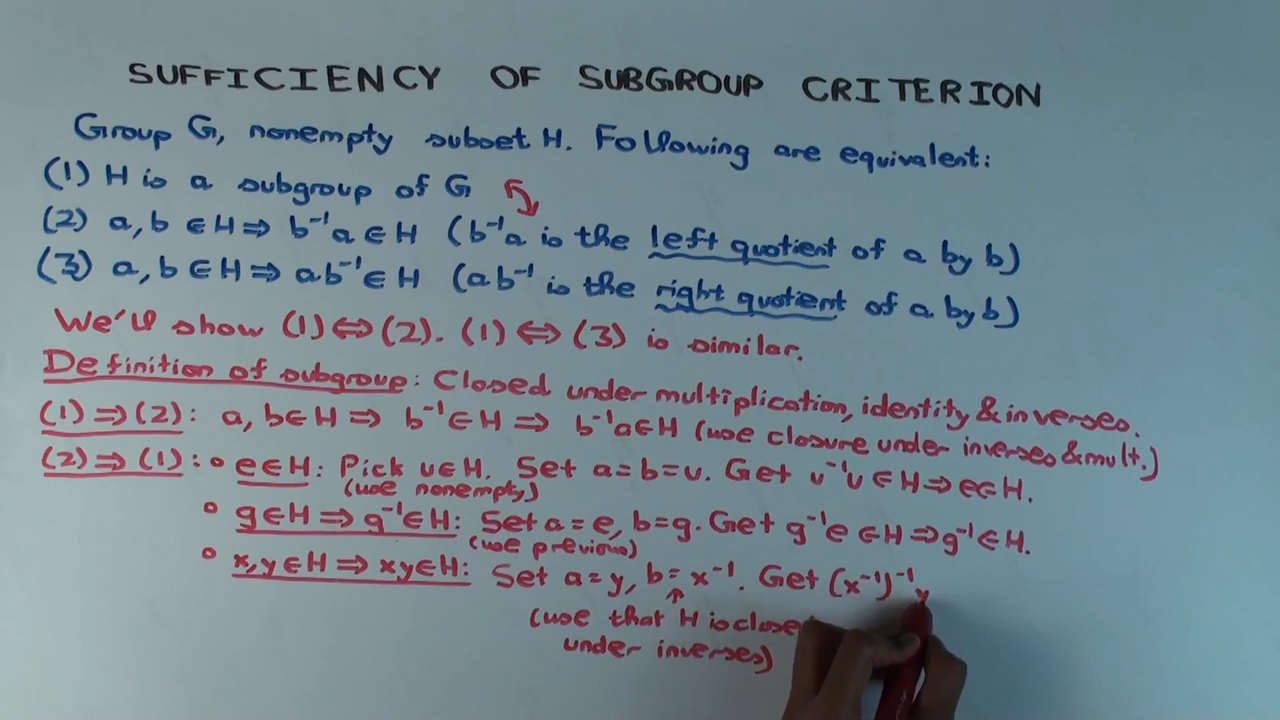 SUFFICIENCY OF SUBGROUP CRITERION
Group G, nonempty subset H. Following are equivalent:
(1) H is a subgroup of G
(2) a, b ∈ H ⇒ b⁻¹a ∈ H (b⁻¹a is the left quotient of a by b)
(3) a, b ∈ H ⇒ ab⁻¹ ∈ H (ab⁻¹ is the right quotient of a by b)
We'll show (1) ⇔ (2). (1) ⇔ (3) is similar.
Definition of subgroup: Closed under multiplication, identity & inverses.
(1) ⇒ (2): a, b ∈ H ⇒ b⁻¹ ∈ H ⇒ b⁻¹a ∈ H (use closure under inverses & mult.)
(2) ⇒ (1): • e ∈ H: Pick u ∈ H. Set a = b = u. Get u⁻¹u ∈ H ⇒ e ∈ H.
(use nonempty)
• g ∈ H ⇒ g⁻¹ ∈ H: Set a = e, b = g. Get g⁻¹e ∈ H ⇒ g⁻¹ ∈ H.
(use previous)
• x, y ∈ H ⇒ xy ∈ H: Set a = y, b = x⁻¹. Get (x⁻¹)⁻¹y
(use that H is close
under inverses)